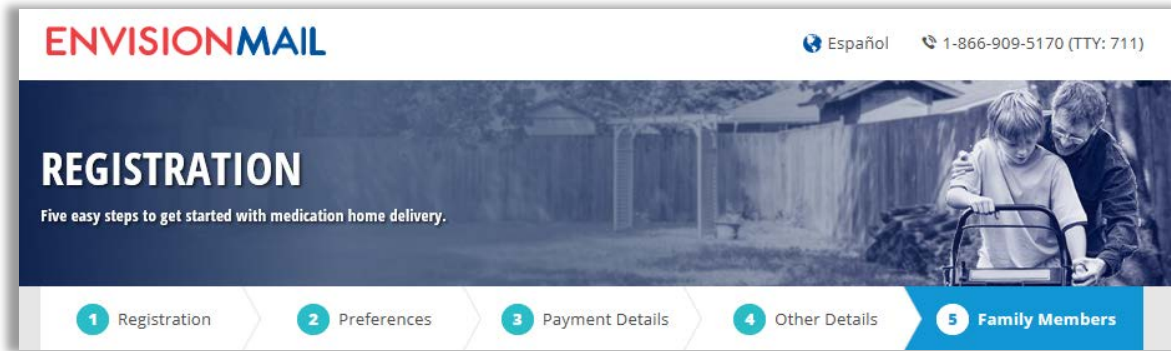 ENVISIONMAIL
Español 1-866-909-5170 (TTY: 711)
REGISTRATION
Five easy steps to get started with medication home delivery.
1 Registration 2 Preferences 3 Payment Details 4 Other Details 5 Family Members